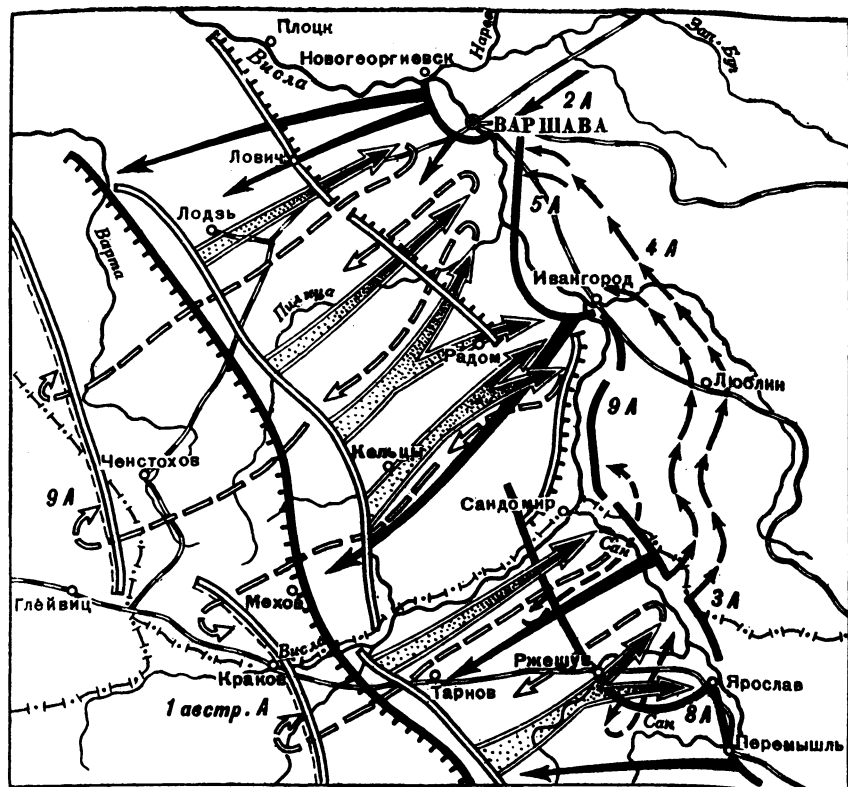 Плоцк
Новогеоргиевск
Нарев
Зап. Буг
Висла
2 А
ВАРШАВА
Лович
Лодзь
5 А
4 А
Варта
Пилица
Ивангород
Радом
Люблин
9 А
Кельцы
Ченстохов
9 А
Сандомир
Сан
Глейвиц
Мехов
3 А
Висла
Краков
Тарнов
Ржешув
Ярослав
1 австр. А
Сан
8 А
Перемышль